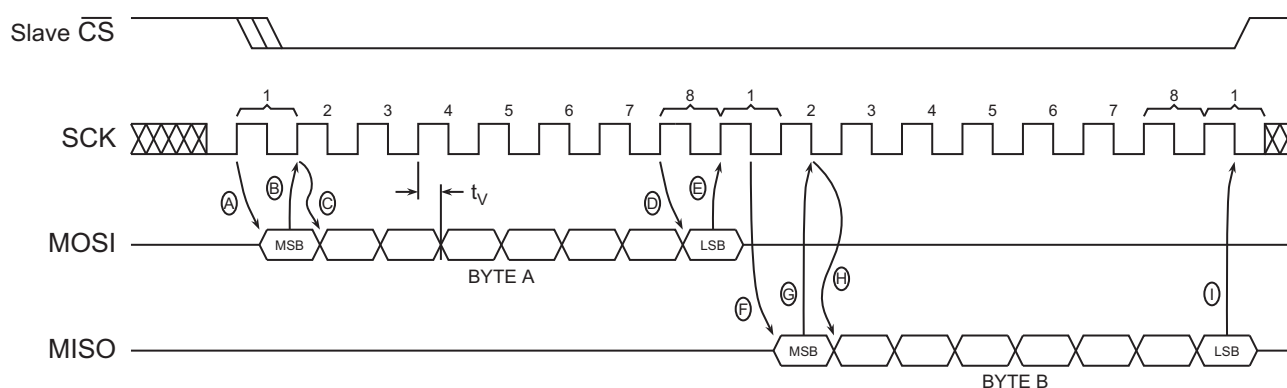 Slave C̅S̅
1 2 3 4 5 6 7 8 1 2 3 4 5 6 7 8 1
SCK
A B C tV D E
MOSI MSB LSB
BYTE A
F G H I
MISO MSB LSB
BYTE B